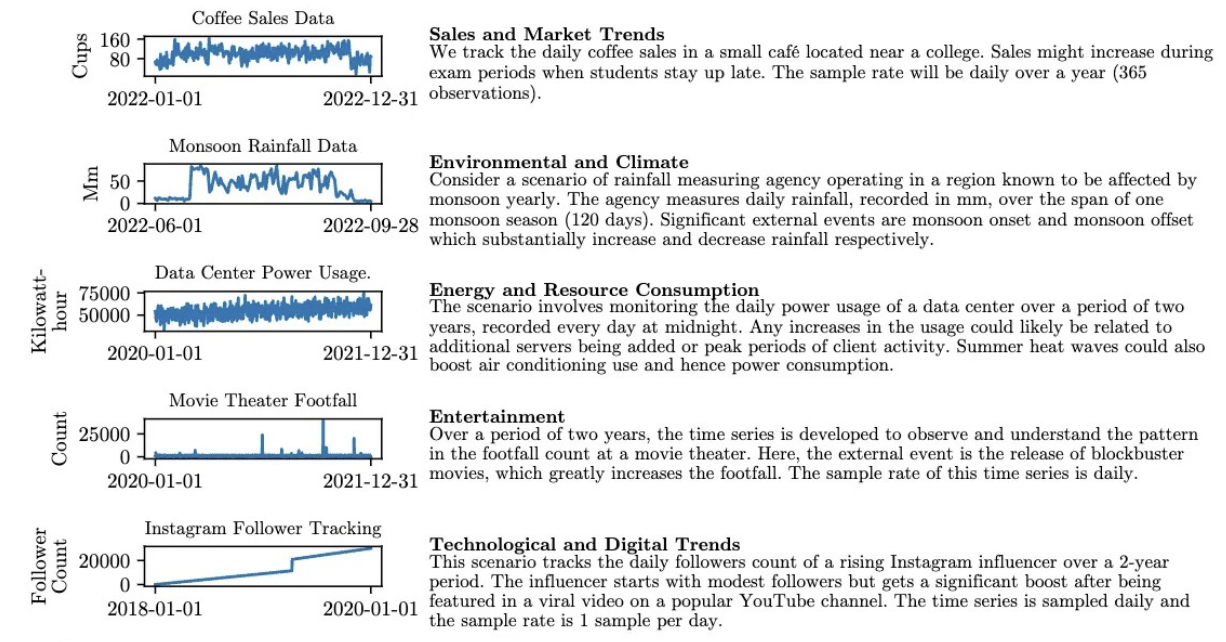 Coffee Sales Data
Cups
160
80
2022-01-01 2022-12-31
Sales and Market Trends
We track the daily coffee sales in a small café located near a college. Sales might increase during
exam periods when students stay up late. The sample rate will be daily over a year (365
observations).
Monsoon Rainfall Data
Mm
50
0
2022-06-01 2022-09-28
Environmental and Climate
Consider a scenario of rainfall measuring agency operating in a region known to be affected by
monsoon yearly. The agency measures daily rainfall, recorded in mm, over the span of one
monsoon season (120 days). Significant external events are monsoon onset and monsoon offset
which substantially increase and decrease rainfall respectively.
Data Center Power Usage.
Kilowatt-
hour
75000
50000
2020-01-01 2021-12-31
Energy and Resource Consumption
The scenario involves monitoring the daily power usage of a data center over a period of two
years, recorded every day at midnight. Any increases in the usage could likely be related to
additional servers being added or peak periods of client activity. Summer heat waves could also
boost air conditioning use and hence power consumption.
Movie Theater Footfall
Count
25000
0
2020-01-01 2021-12-31
Entertainment
Over a period of two years, the time series is developed to observe and understand the pattern
in the footfall count at a movie theater. Here, the external event is the release of blockbuster
movies, which greatly increases the footfall. The sample rate of this time series is daily.
Instagram Follower Tracking
Follower
Count
20000
0
2018-01-01 2020-01-01
Technological and Digital Trends
This scenario tracks the daily followers count of a rising Instagram influencer over a 2-year
period. The influencer starts with modest followers but gets a significant boost after being
featured in a viral video on a popular YouTube channel. The time series is sampled daily and
the sample rate is 1 sample per day.